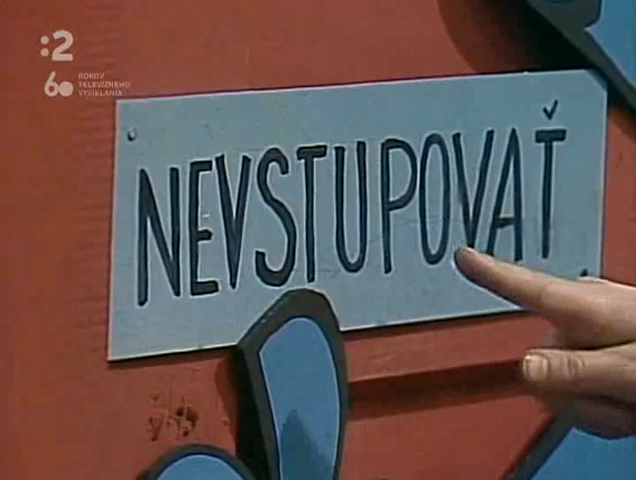 :2
60 ROKOV
TELEVÍZNEHO
VYSIELANIA
NEVSTUPOVAŤ